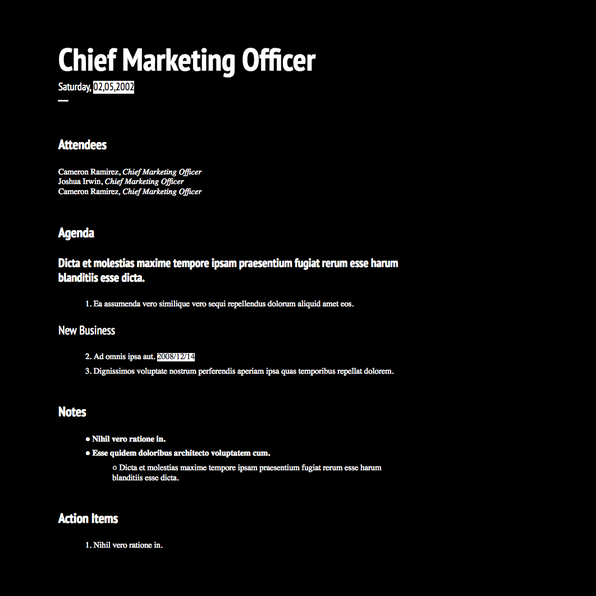 Chief Marketing Officer
Saturday, 02,05,2002
Attendees
Cameron Ramirez, Chief Marketing Officer
Joshua Irwin, Chief Marketing Officer
Cameron Ramirez, Chief Marketing Officer
Agenda
Dicta et molestias maxime tempore ipsam praesentium fugiat rerum esse harum
blanditiis esse dicta.
1. Ea assumenda vero similique vero sequi repellendus dolorum aliquid amet eos.
New Business
2. Ad omnis ipsa aut. 2008/12/14
3. Dignissimos voluptate nostrum perferendis aperiam ipsa quas temporibus repellat dolorem.
Notes
● Nihil vero ratione in.
● Esse quidem doloribus architecto voluptatem cum.
○ Dicta et molestias maxime tempore ipsam praesentium fugiat rerum esse harum
blanditiis esse dicta.
Action Items
1. Nihil vero ratione in.